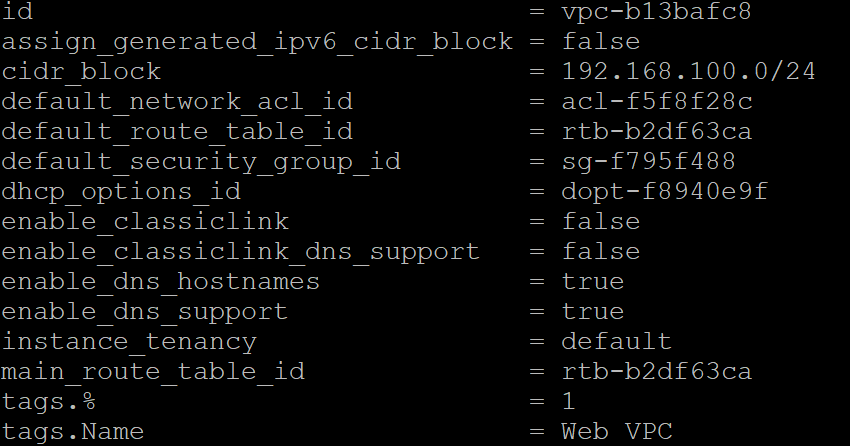 id                               = vpc-b13bafc8
assign_generated_ipv6_cidr_block = false
cidr_block                       = 192.168.100.0/24
default_network_acl_id           = acl-f5f8f28c
default_route_table_id           = rtb-b2df63ca
default_security_group_id        = sg-f795f488
dhcp_options_id                  = dopt-f8940e9f
enable_classiclink               = false
enable_classiclink_dns_support   = false
enable_dns_hostnames             = true
enable_dns_support               = true
instance_tenancy                 = default
main_route_table_id              = rtb-b2df63ca
tags.%                           = 1
tags.Name                        = Web VPC